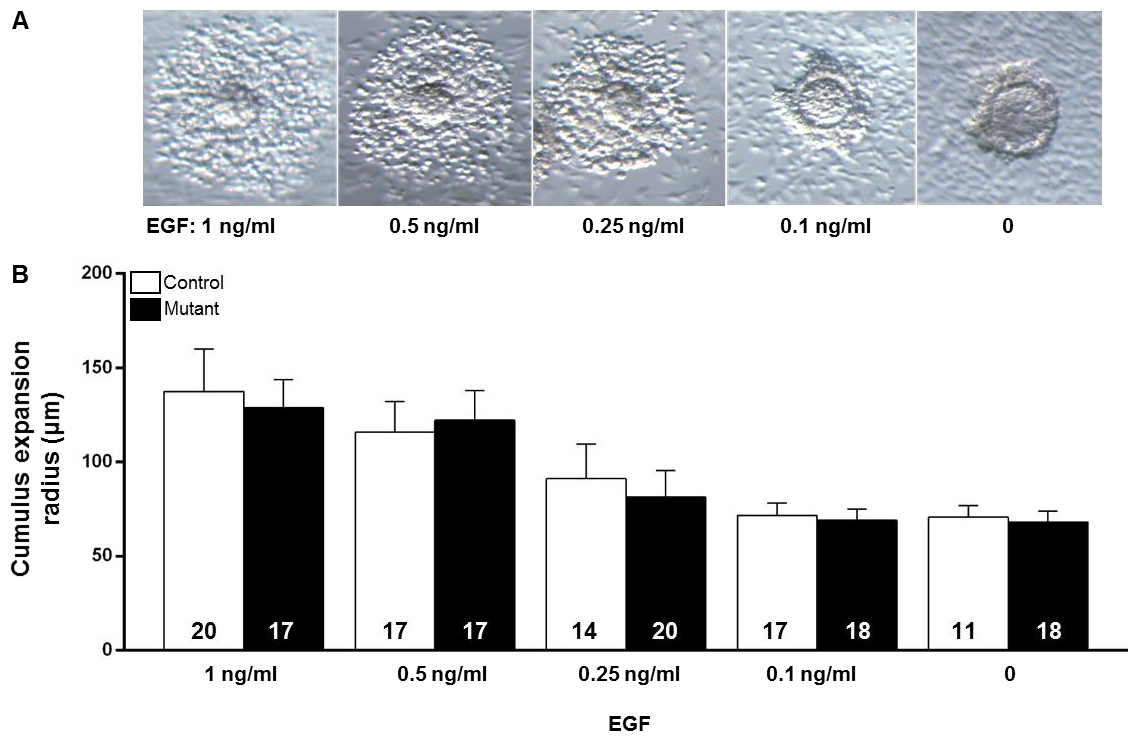 A
EGF: 1 ng/ml 0.5 ng/ml 0.25 ng/ml 0.1 ng/ml 0
B
200
150
100
50
0
Control
Mutant
Cumulus expansion
radius (µm)
20 17 17 17 14 20 17 18 11 18
1 ng/ml 0.5 ng/ml 0.25 ng/ml 0.1 ng/ml 0
EGF